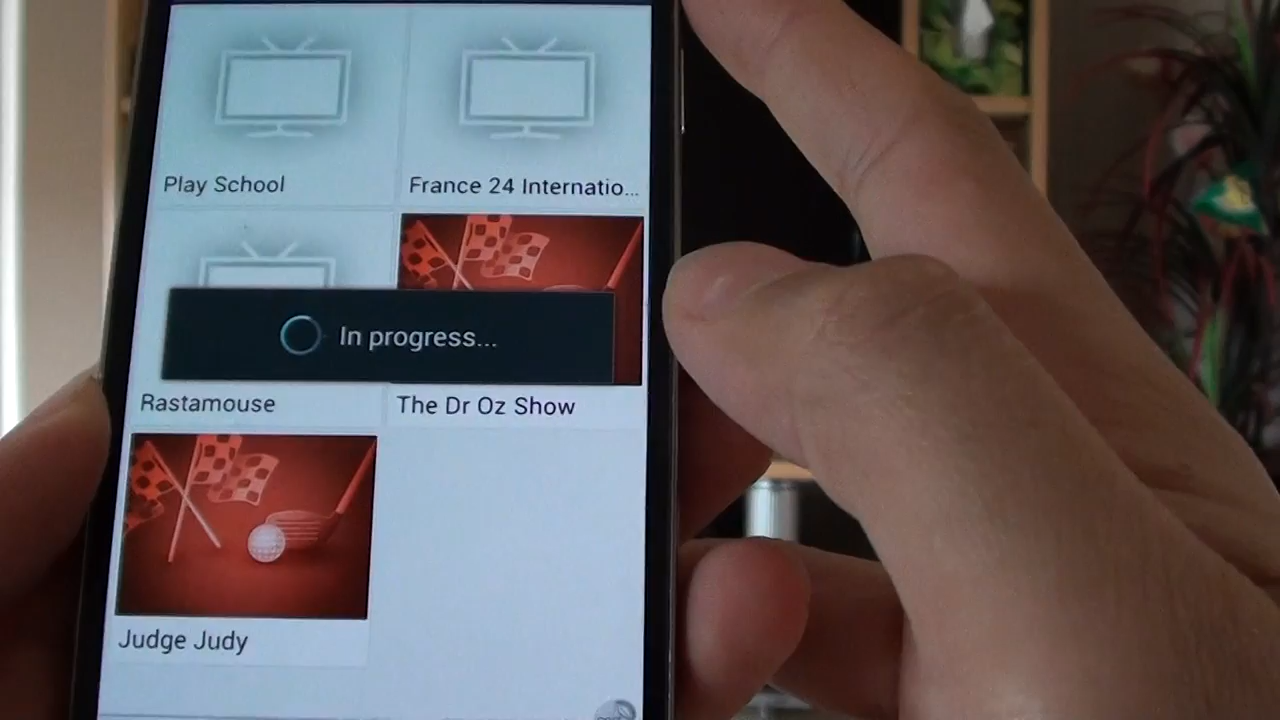 Play School
France 24 Internatio...
In progress...
Rastamouse
The Dr Oz Show
Judge Judy